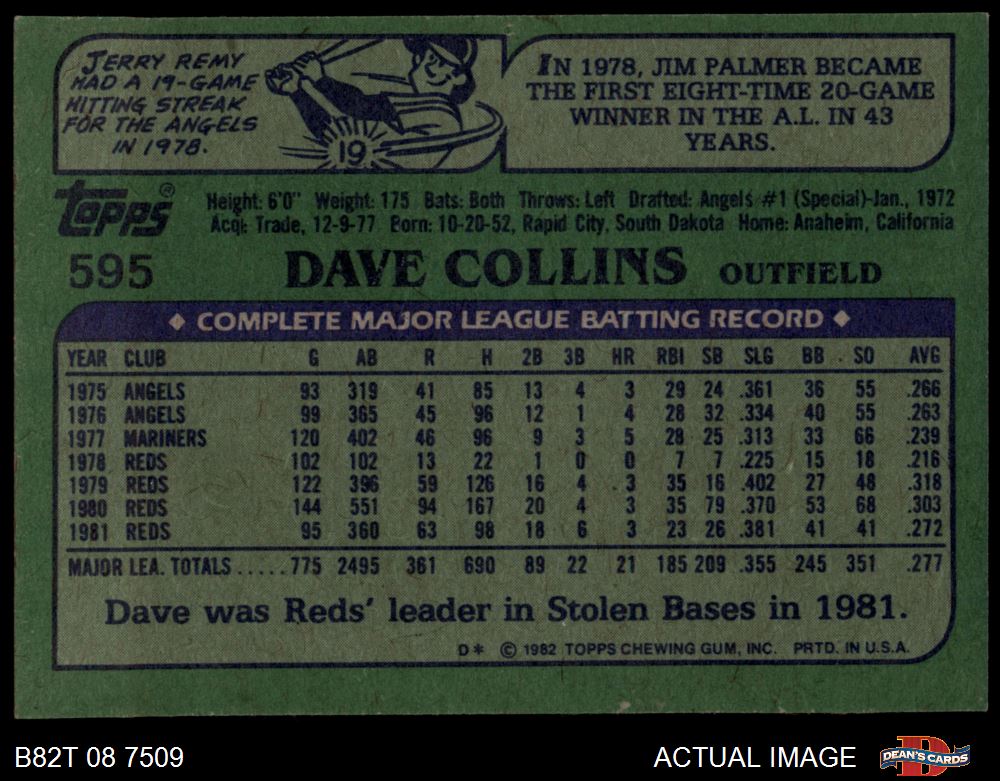 JERRY REMY
HAD A 19-GAME
HITTING STREAK
FOR THE ANGELS
IN 1978.
19
IN 1978, JIM PALMER BECAME
THE FIRST EIGHT-TIME 20-GAME
WINNER IN THE A.L. IN 43
YEARS.
Topps®
Height: 6'0" Weight: 175 Bats: Both Throws: Left Drafted: Angels #1 (Special)-Jan., 1972
Acq: Trade, 12-9-77 Born: 10-20-52, Rapid City, South Dakota Home: Anaheim, California
595 DAVE COLLINS OUTFIELD
◆ COMPLETE MAJOR LEAGUE BATTING RECORD ◆
YEAR CLUB G AB R H 2B 3B HR RBI SB SLG BB SO AVG
1975 ANGELS 93 319 41 85 13 4 3 29 24 .361 36 55 .266
1976 ANGELS 99 365 45 96 12 1 4 28 32 .334 40 55 .263
1977 MARINERS 120 402 46 96 9 3 5 28 25 .313 33 66 .239
1978 REDS 102 102 13 22 1 0 0 7 7 .225 15 18 .216
1979 REDS 122 396 59 126 16 4 3 35 16 .402 27 48 .318
1980 REDS 144 551 94 167 20 4 3 35 79 .370 53 68 .303
1981 REDS 95 360 63 98 18 6 3 23 26 .381 41 41 .272
MAJOR LEA. TOTALS.....775 2495 361 690 89 22 21 185 209 .355 245 351 .277
Dave was Reds' leader in Stolen Bases in 1981.
D* © 1982 TOPPS CHEWING GUM, INC. PRTD. IN U.S.A.
B82T 08 7509
ACTUAL IMAGE
D
DEAN'S CARDS